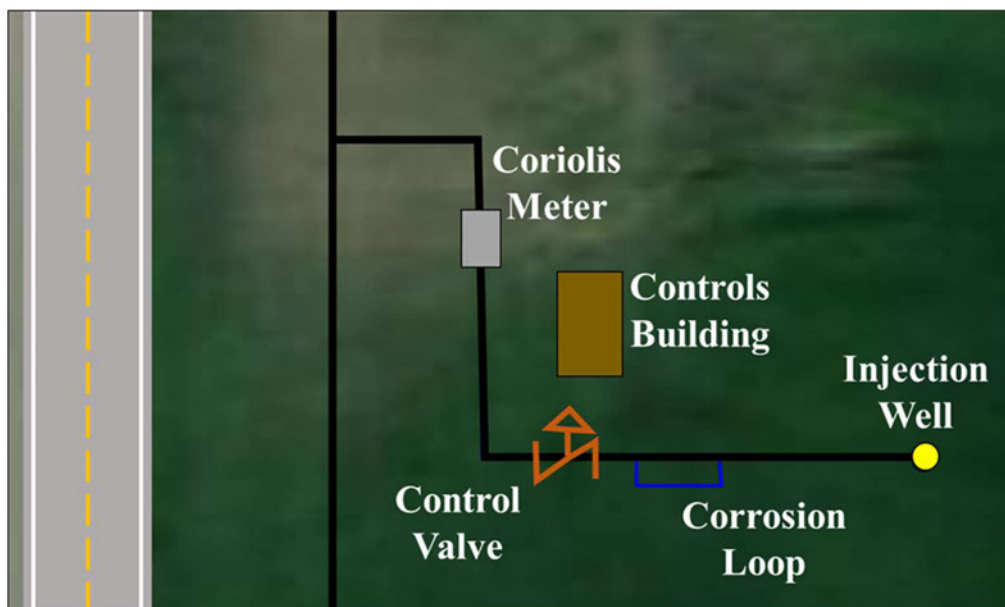 Coriolis
Meter
Controls
Building
Injection
Well
Control
Valve
Corrosion
Loop